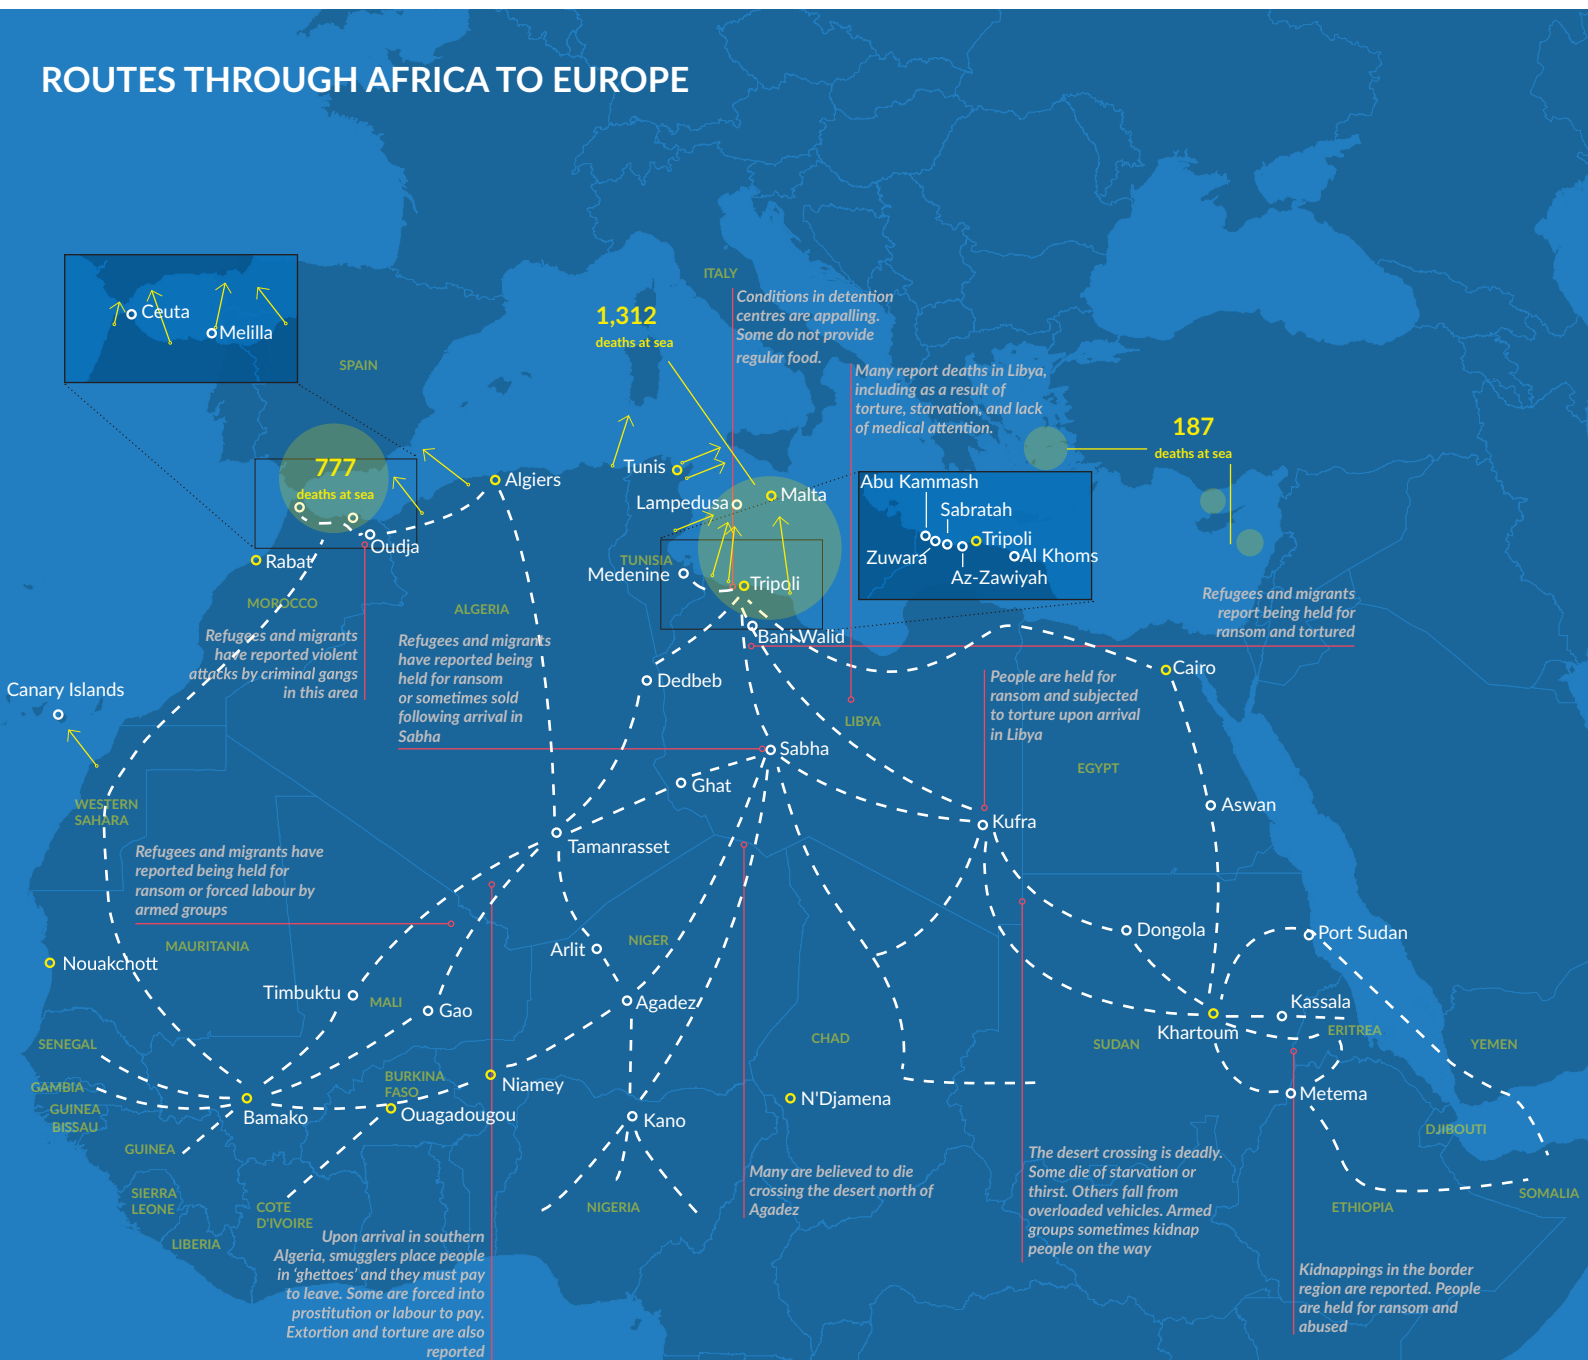 ROUTES THROUGH AFRICA TO EUROPE
Ceuta
Melilla
SPAIN
ITALY
1,312
deaths at sea
Conditions in detention
centres are appalling.
Some do not provide
regular food.
Many report deaths in Libya,
including as a result of
torture, starvation, and lack
of medical attention.
187
deaths at sea
777
deaths at sea
Algiers
Tunis
Lampedusa
Malta
Abu Kammash
Sabratah
Tripoli
Zuwara
Al Khoms
Az-Zawiyah
Oudja
Rabat
TUNISIA
Medenine
Tripoli
MOROCCO
ALGERIA
Refugees and migrants
report being held for
ransom and tortured
Bani Walid
Refugees and migrants
have reported violent
attacks by criminal gangs
in this area
Refugees and migrants
have reported being
held for ransom
or sometimes sold
following arrival in
Sabha
Canary Islands
Dedbeb
Cairo
People are held for
ransom and subjected
to torture upon arrival
in Libya
LIBYA
Sabha
EGYPT
Ghat
WESTERN
SAHARA
Aswan
Kufra
Tamanrasset
Refugees and migrants have
reported being held for
ransom or forced labour by
armed groups
MAURITANIA
Arlit
NIGER
Dongola
Port Sudan
Nouakchott
Timbuktu
MALI
Gao
Agadez
Kassala
Khartoum
ERITREA
SENEGAL
CHAD
SUDAN
YEMEN
GAMBIA
BURKINA
FASO
Niamey
GUINEA
BISSAU
Bamako
Ouagadougou
Kano
N'Djamena
Metema
DJIBOUTI
GUINEA
The desert crossing is deadly.
Some die of starvation or
thirst. Others fall from
overloaded vehicles. Armed
groups sometimes kidnap
people on the way
Many are believed to die
crossing the desert north of
Agadez
SIERRA
LEONE
COTE
D'IVOIRE
NIGERIA
ETHIOPIA
SOMALIA
LIBERIA
Upon arrival in southern
Algeria, smugglers place people
in ‘ghettoes’ and they must pay
to leave. Some are forced into
prostitution or labour to pay.
Extortion and torture are also
reported
Kidnappings in the border
region are reported. People
are held for ransom and
abused